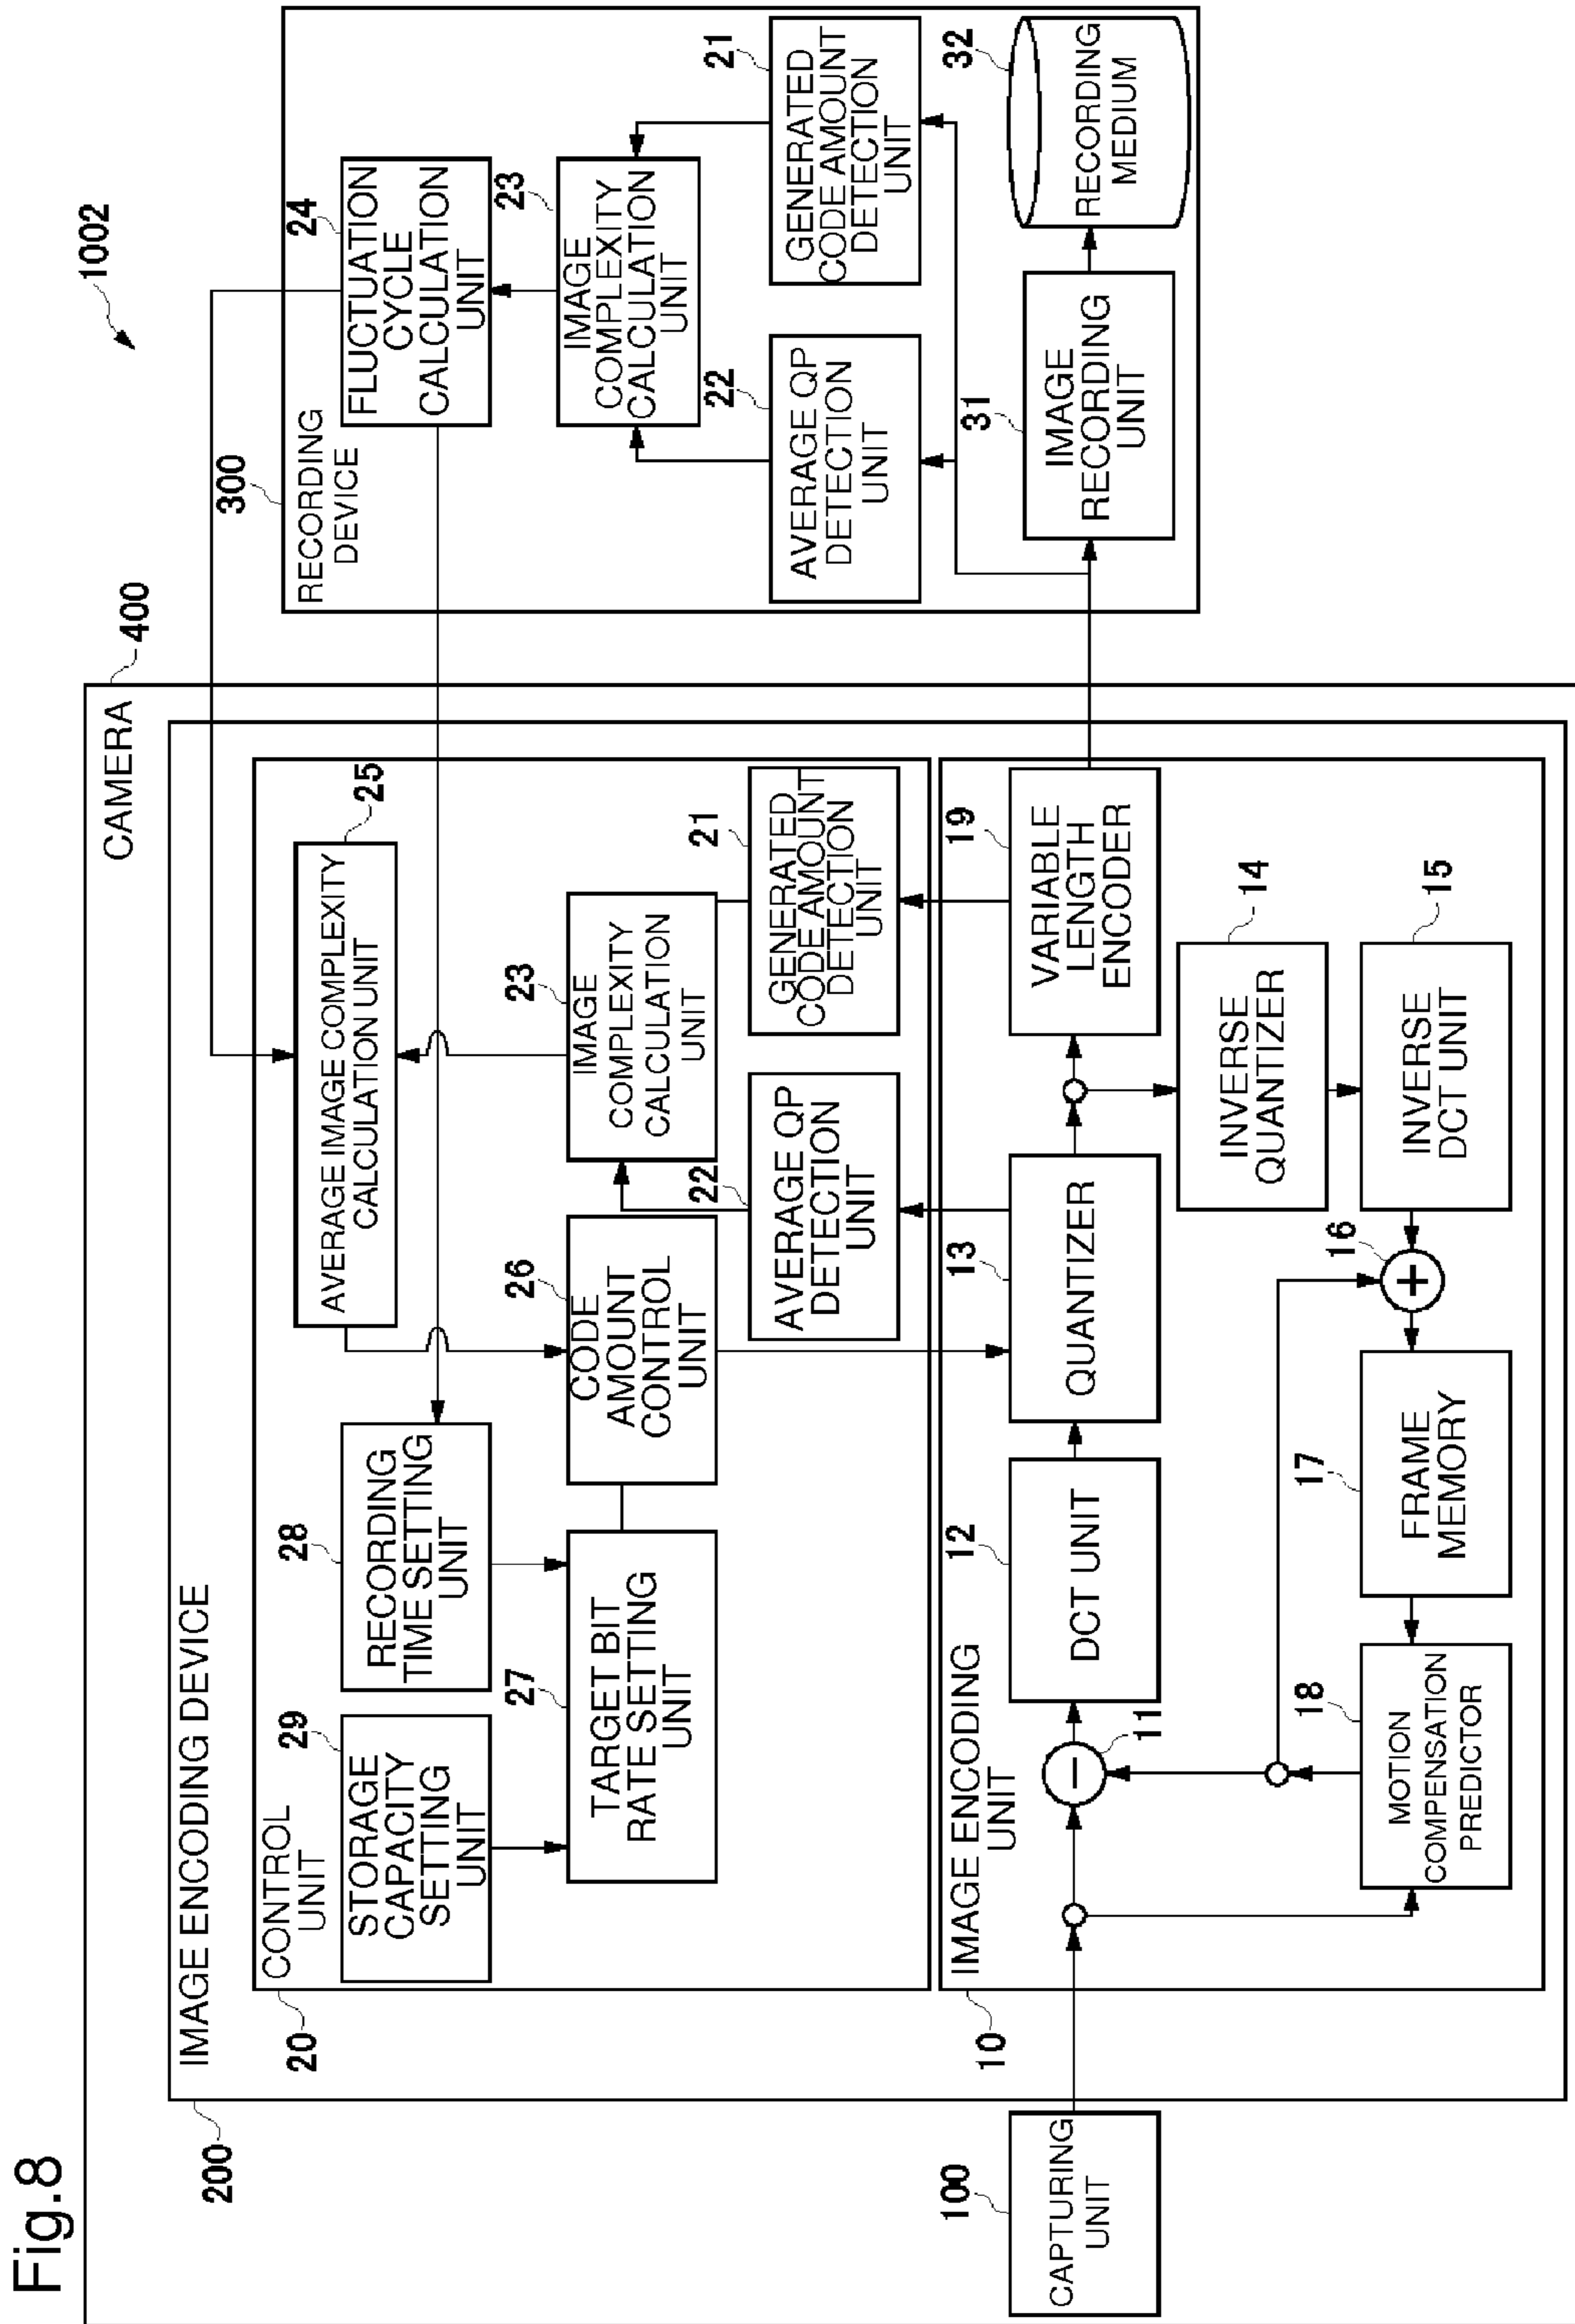 Fig.8
1002
CAMERA
400
IMAGE ENCODING DEVICE
200
CONTROL
UNIT
20
STORAGE
CAPACITY
SETTING
UNIT
29
RECORDING
TIME SETTING
UNIT
28
AVERAGE IMAGE COMPLEXITY
CALCULATION UNIT
25
TARGET BIT
RATE SETTING
UNIT
27
CODE
AMOUNT
CONTROL
UNIT
26
IMAGE
COMPLEXITY
CALCULATION
UNIT
23
AVERAGE QP
DETECTION
UNIT
22
GENERATED
CODE AMOUNT
DETECTION
UNIT
21
IMAGE ENCODING
UNIT
10
CAPTURING
UNIT
100
−
11
DCT UNIT
12
QUANTIZER
13
VARIABLE
LENGTH
ENCODER
19
INVERSE
QUANTIZER
14
INVERSE
DCT UNIT
15
+
16
FRAME
MEMORY
17
MOTION
COMPENSATION
PREDICTOR
18
RECORDING
DEVICE
300
FLUCTUATION
CYCLE
CALCULATION
UNIT
24
IMAGE
COMPLEXITY
CALCULATION
UNIT
23
AVERAGE QP
DETECTION
UNIT
22
GENERATED
CODE AMOUNT
DETECTION
UNIT
21
IMAGE
RECORDING
UNIT
31
RECORDING
MEDIUM
32